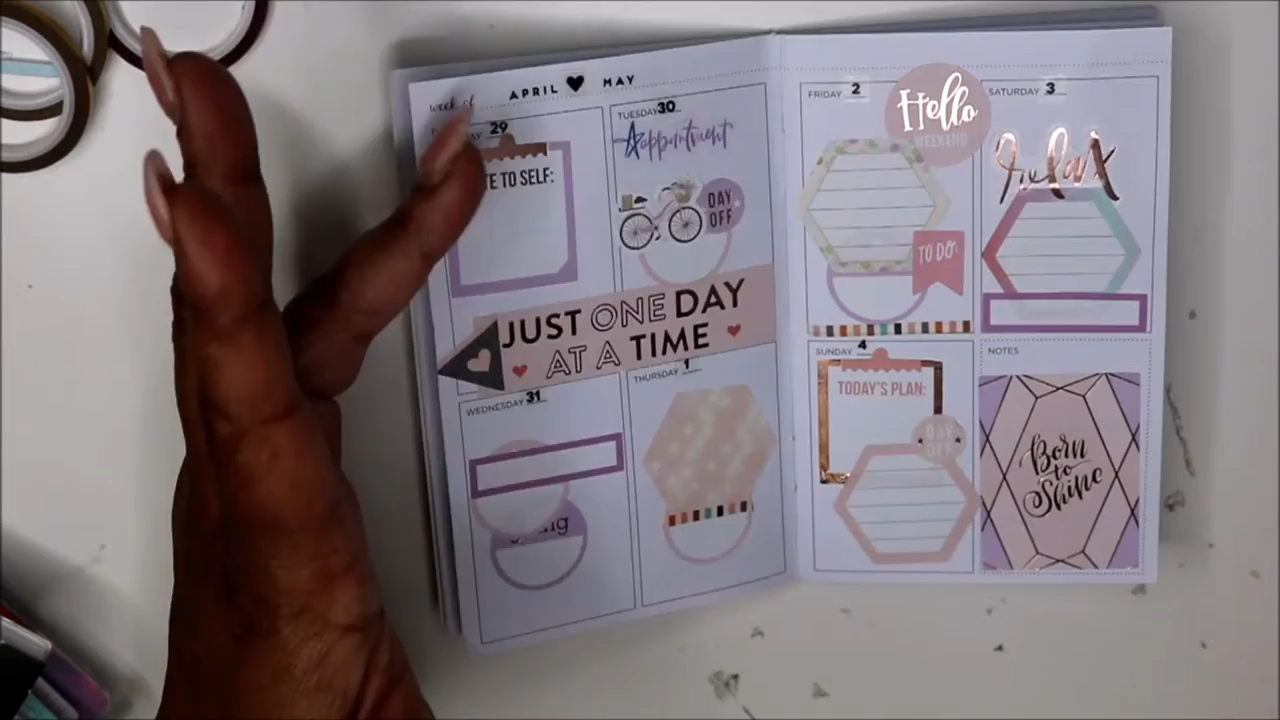 APRIL ♥ MAY
week of
29
TE TO SELF:
TUESDAY 30
Appointment
DAY
OFF
JUST ONE DAY
AT A TIME
WEDNESDAY 31
THURSDAY 1
FRIDAY 2
Hello
WEEKEND
TO DO:
SATURDAY 3
relax
SUNDAY 4
TODAY'S PLAN:
DAY
OFF
NOTES
Born
to
Shine